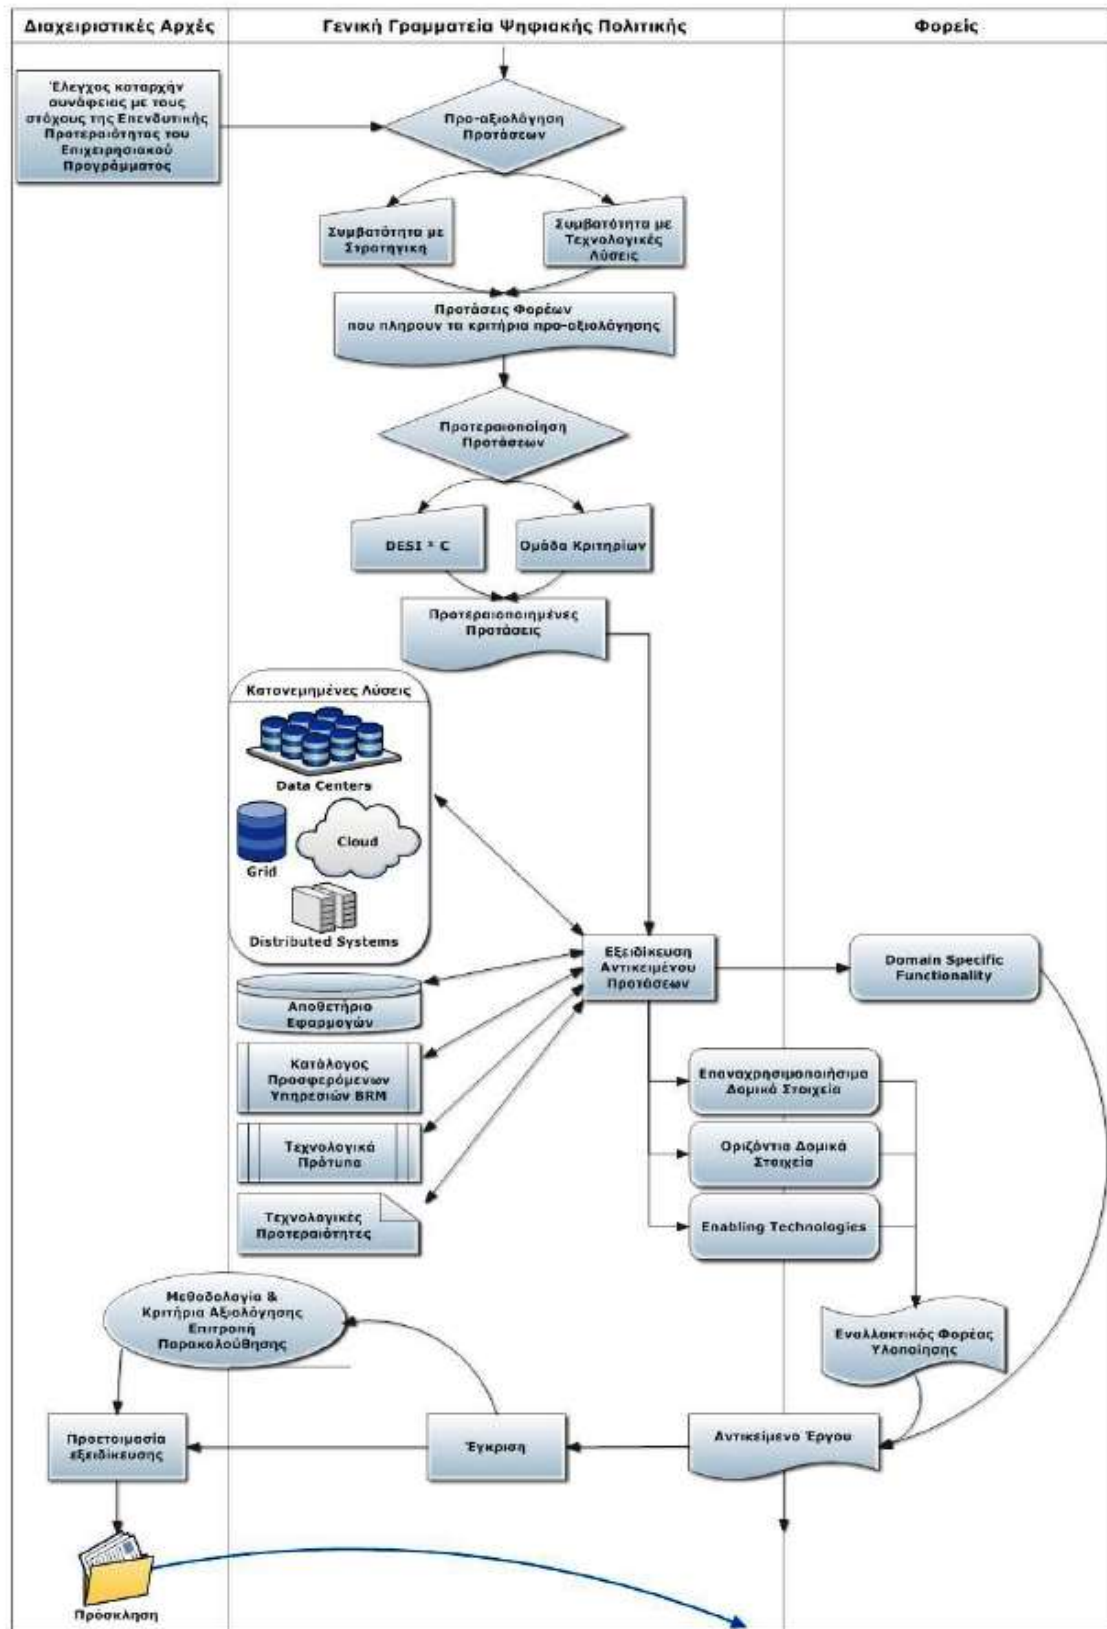 Διαχειριστικές Αρχές
Γενική Γραμματεία Ψηφιακής Πολιτικής
Φορείς
Έλεγχος καταρχήν
συνάφειας με τους
στόχους της Επενδυτικής
Προτεραιότητας του
Επιχειρησιακού
Προγράμματος
Προ-αξιολόγηση
Προτάσεων
Συμβατότητα με
Στρατηγική
Συμβατότητα με
Τεχνολογικές
Λύσεις
Προτάσεις Φορέων
που πληρουν τα κριτήρια προ-αξιολόγησης
Προτεραιοποίηση
Προτάσεων
DESI * C
Ομάδα Κριτηρίων
Προτεραιοποιημένες
Προτάσεις
Κατανεμημένες Λύσεις
Data Centers
Grid
Cloud
Distributed Systems
Εξειδίκευση
Αντικειμένου
Προτάσεων
Domain Specific
Functionality
Αποθετήριο
Εφαρμογών
Κατάλογος
Προσφερόμενων
Υπηρεσιών BRM
Τεχνολογικά
Πρότυπα
Τεχνολογικές
Προτεραιότητες
Επαναχρησιμοποιήσιμα
Δομικά Στοιχεία
Οριζόντια Δομικά
Στοιχεία
Enabling Technologies
Μεθοδολογία &
Κριτήρια Αξιολόγησης
Επιτροπή
Παρακολούθησης
Εναλλακτικός Φορέας
Υλοποίησης
Προετοιμασία
εξειδίκευσης
Έγκριση
Αντικείμενο Έργου
Πρόσκληση